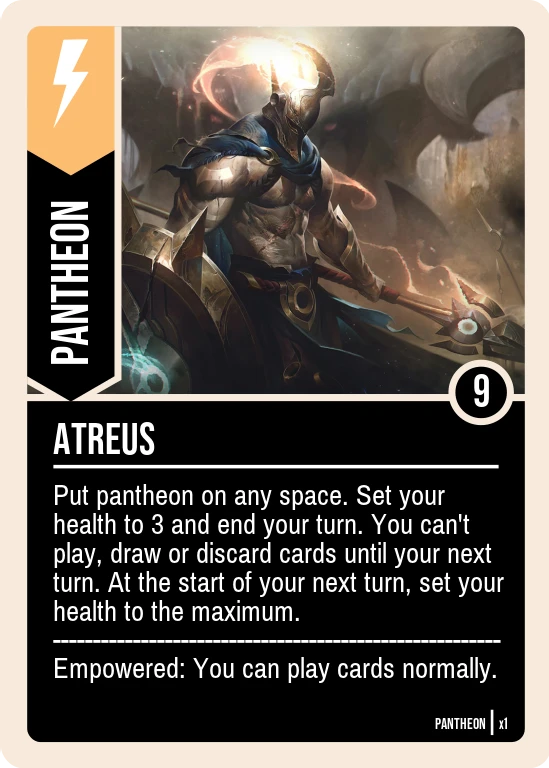 PANTHEON
9
ATREUS
Put pantheon on any space. Set your
health to 3 and end your turn. You can't
play, draw or discard cards until your next
turn. At the start of your next turn, set your
health to the maximum.
Empowered: You can play cards normally.
PANTHEON | x1